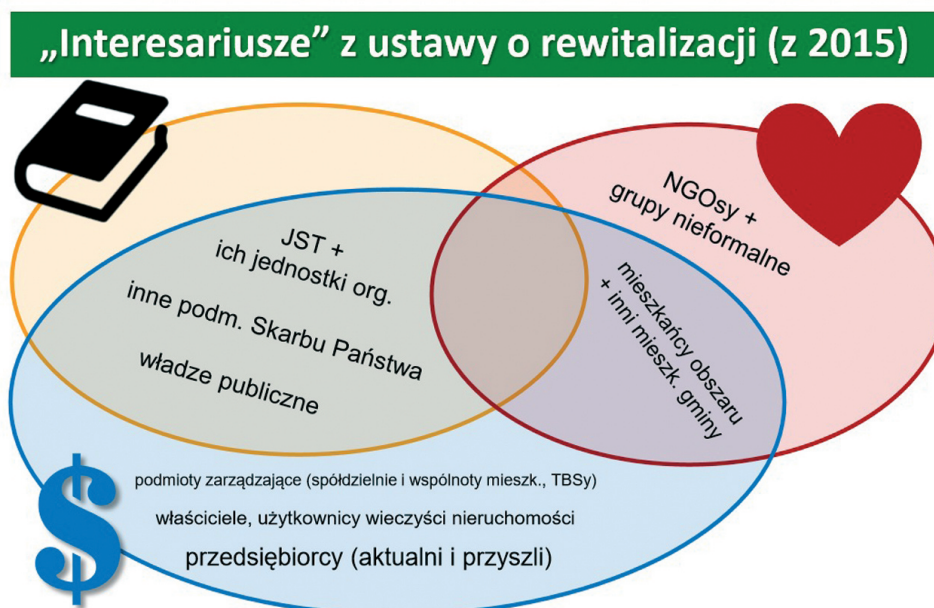 „Interesariusze” z ustawy o rewitalizacji (z 2015)
NGOsy +
grupy nieformalne
JST +
ich jednostki org.
inne podm. Skarbu Państwa
władze publiczne
mieszkańcy obszaru
+ inni mieszk. gminy
podmioty zarządzające (spółdzielnie i wspólnoty mieszk., TBSy)
właściciele, użytkownicy wieczyści nieruchomości
przedsiębiorcy (aktualni i przyszli)
$